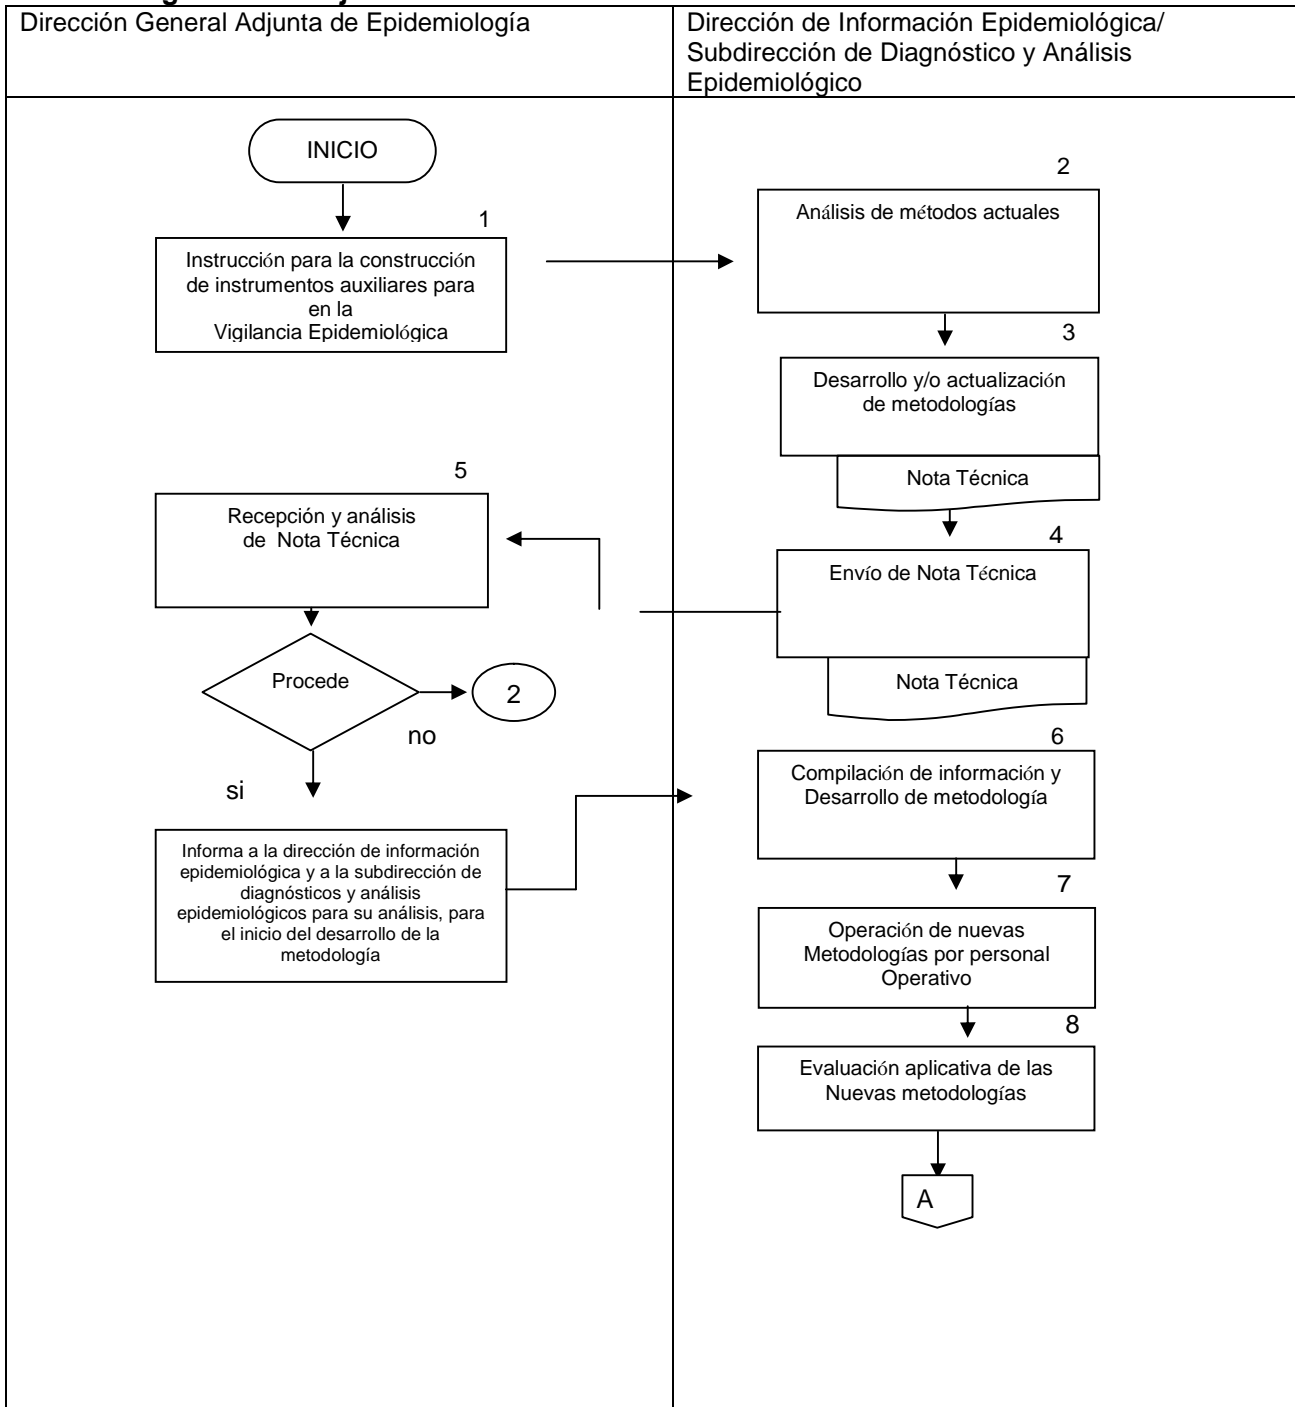 Dirección General Adjunta de Epidemiología
Dirección de Información Epidemiológica/
Subdirección de Diagnóstico y Análisis
Epidemiológico
INICIO
1
Instrucción para la construcción
de instrumentos auxiliares para
en la
Vigilancia Epidemiológica
2
Análisis de métodos actuales
3
Desarrollo y/o actualización
de metodologías
Nota Técnica
4
Envío de Nota Técnica
Nota Técnica
5
Recepción y análisis
de Nota Técnica
Procede
2
no
si
Informa a la dirección de información
epidemiológica y a la subdirección de
diagnósticos y análisis
epidemiológicos para su análisis, para
el inicio del desarrollo de la
metodología
6
Compilación de información y
Desarrollo de metodología
7
Operación de nuevas
Metodologías por personal
Operativo
8
Evaluación aplicativa de las
Nuevas metodologías
A